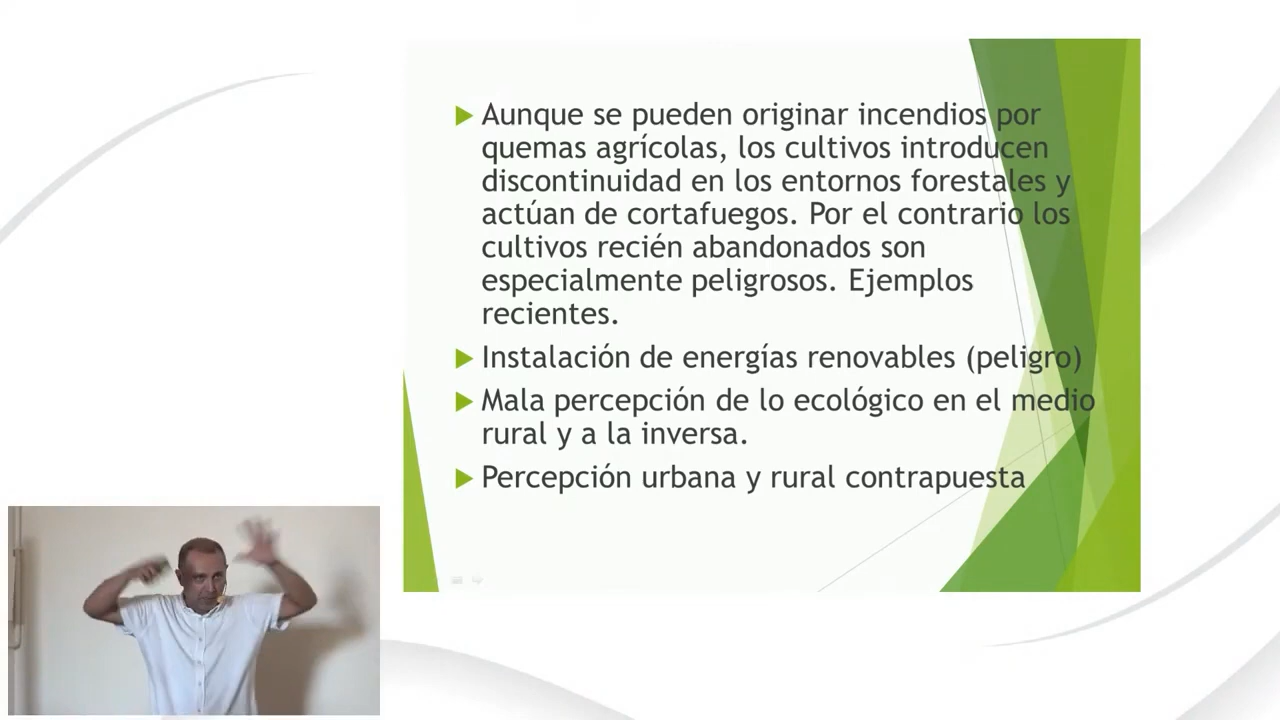 Aunque se pueden originar incendios por
quemas agrícolas, los cultivos introducen
discontinuidad en los entornos forestales y
actúan de cortafuegos. Por el contrario los
cultivos recién abandonados son
especialmente peligrosos. Ejemplos
recientes.
Instalación de energías renovables (peligro)
Mala percepción de lo ecológico en el medio
rural y a la inversa.
Percepción urbana y rural contrapuesta